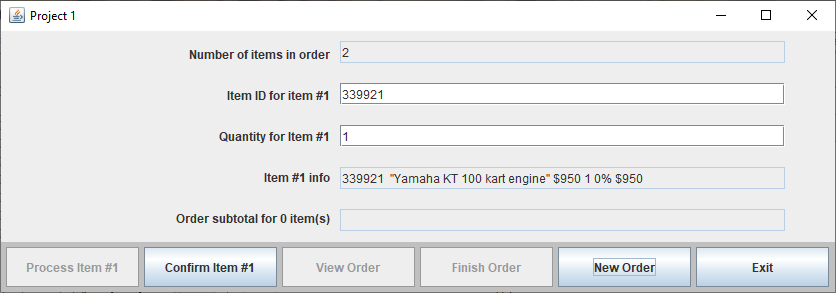 Project 1
Number of items in order 2
Item ID for item #1 339921
Quantity for Item #1 1
Item #1 info 339921 "Yamaha KT 100 kart engine" $950 1 0% $950
Order subtotal for 0 item(s)
Process Item #1 Confirm Item #1 View Order Finish Order New Order Exit